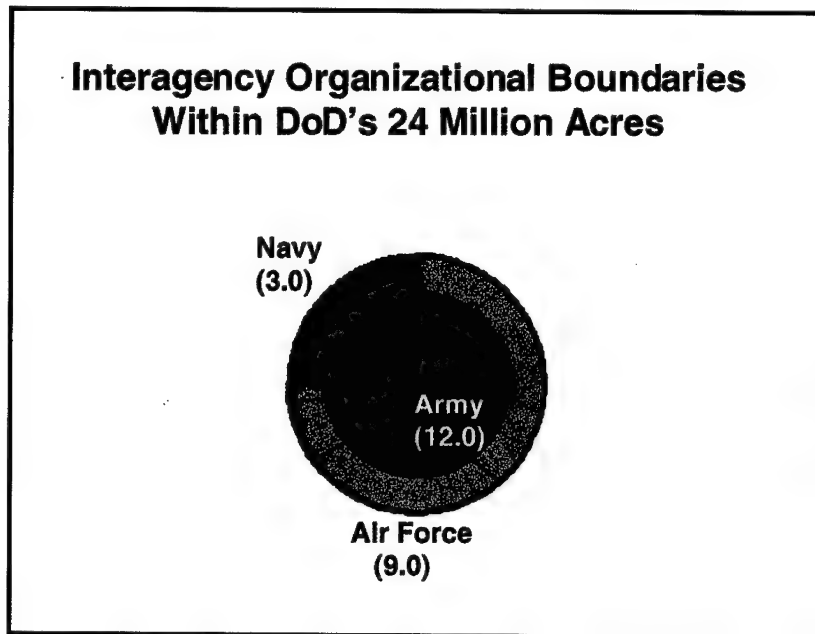 Interagency Organizational Boundaries
Within DoD's 24 Million Acres
Navy
(3.0)
Army
(12.0)
Air Force
(9.0)